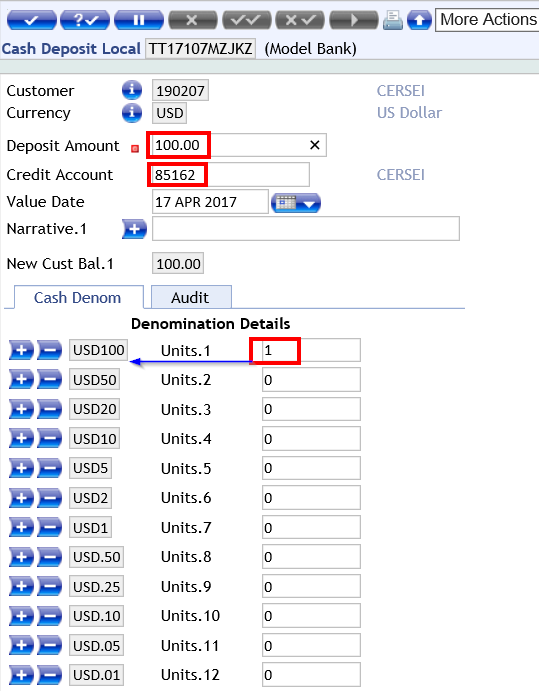 More Actions
Cash Deposit Local TT17107MZJKZ (Model Bank)
Customer 190207 CERSEI
Currency USD US Dollar
Deposit Amount 100.00
Credit Account 85162 CERSEI
Value Date 17 APR 2017
Narrative.1
New Cust Bal.1 100.00
Cash Denom Audit
Denomination Details
USD100 Units.1 1
USD50 Units.2 0
USD20 Units.3 0
USD10 Units.4 0
USD5 Units.5 0
USD2 Units.6 0
USD1 Units.7 0
USD.50 Units.8 0
USD.25 Units.9 0
USD.10 Units.10 0
USD.05 Units.11 0
USD.01 Units.12 0